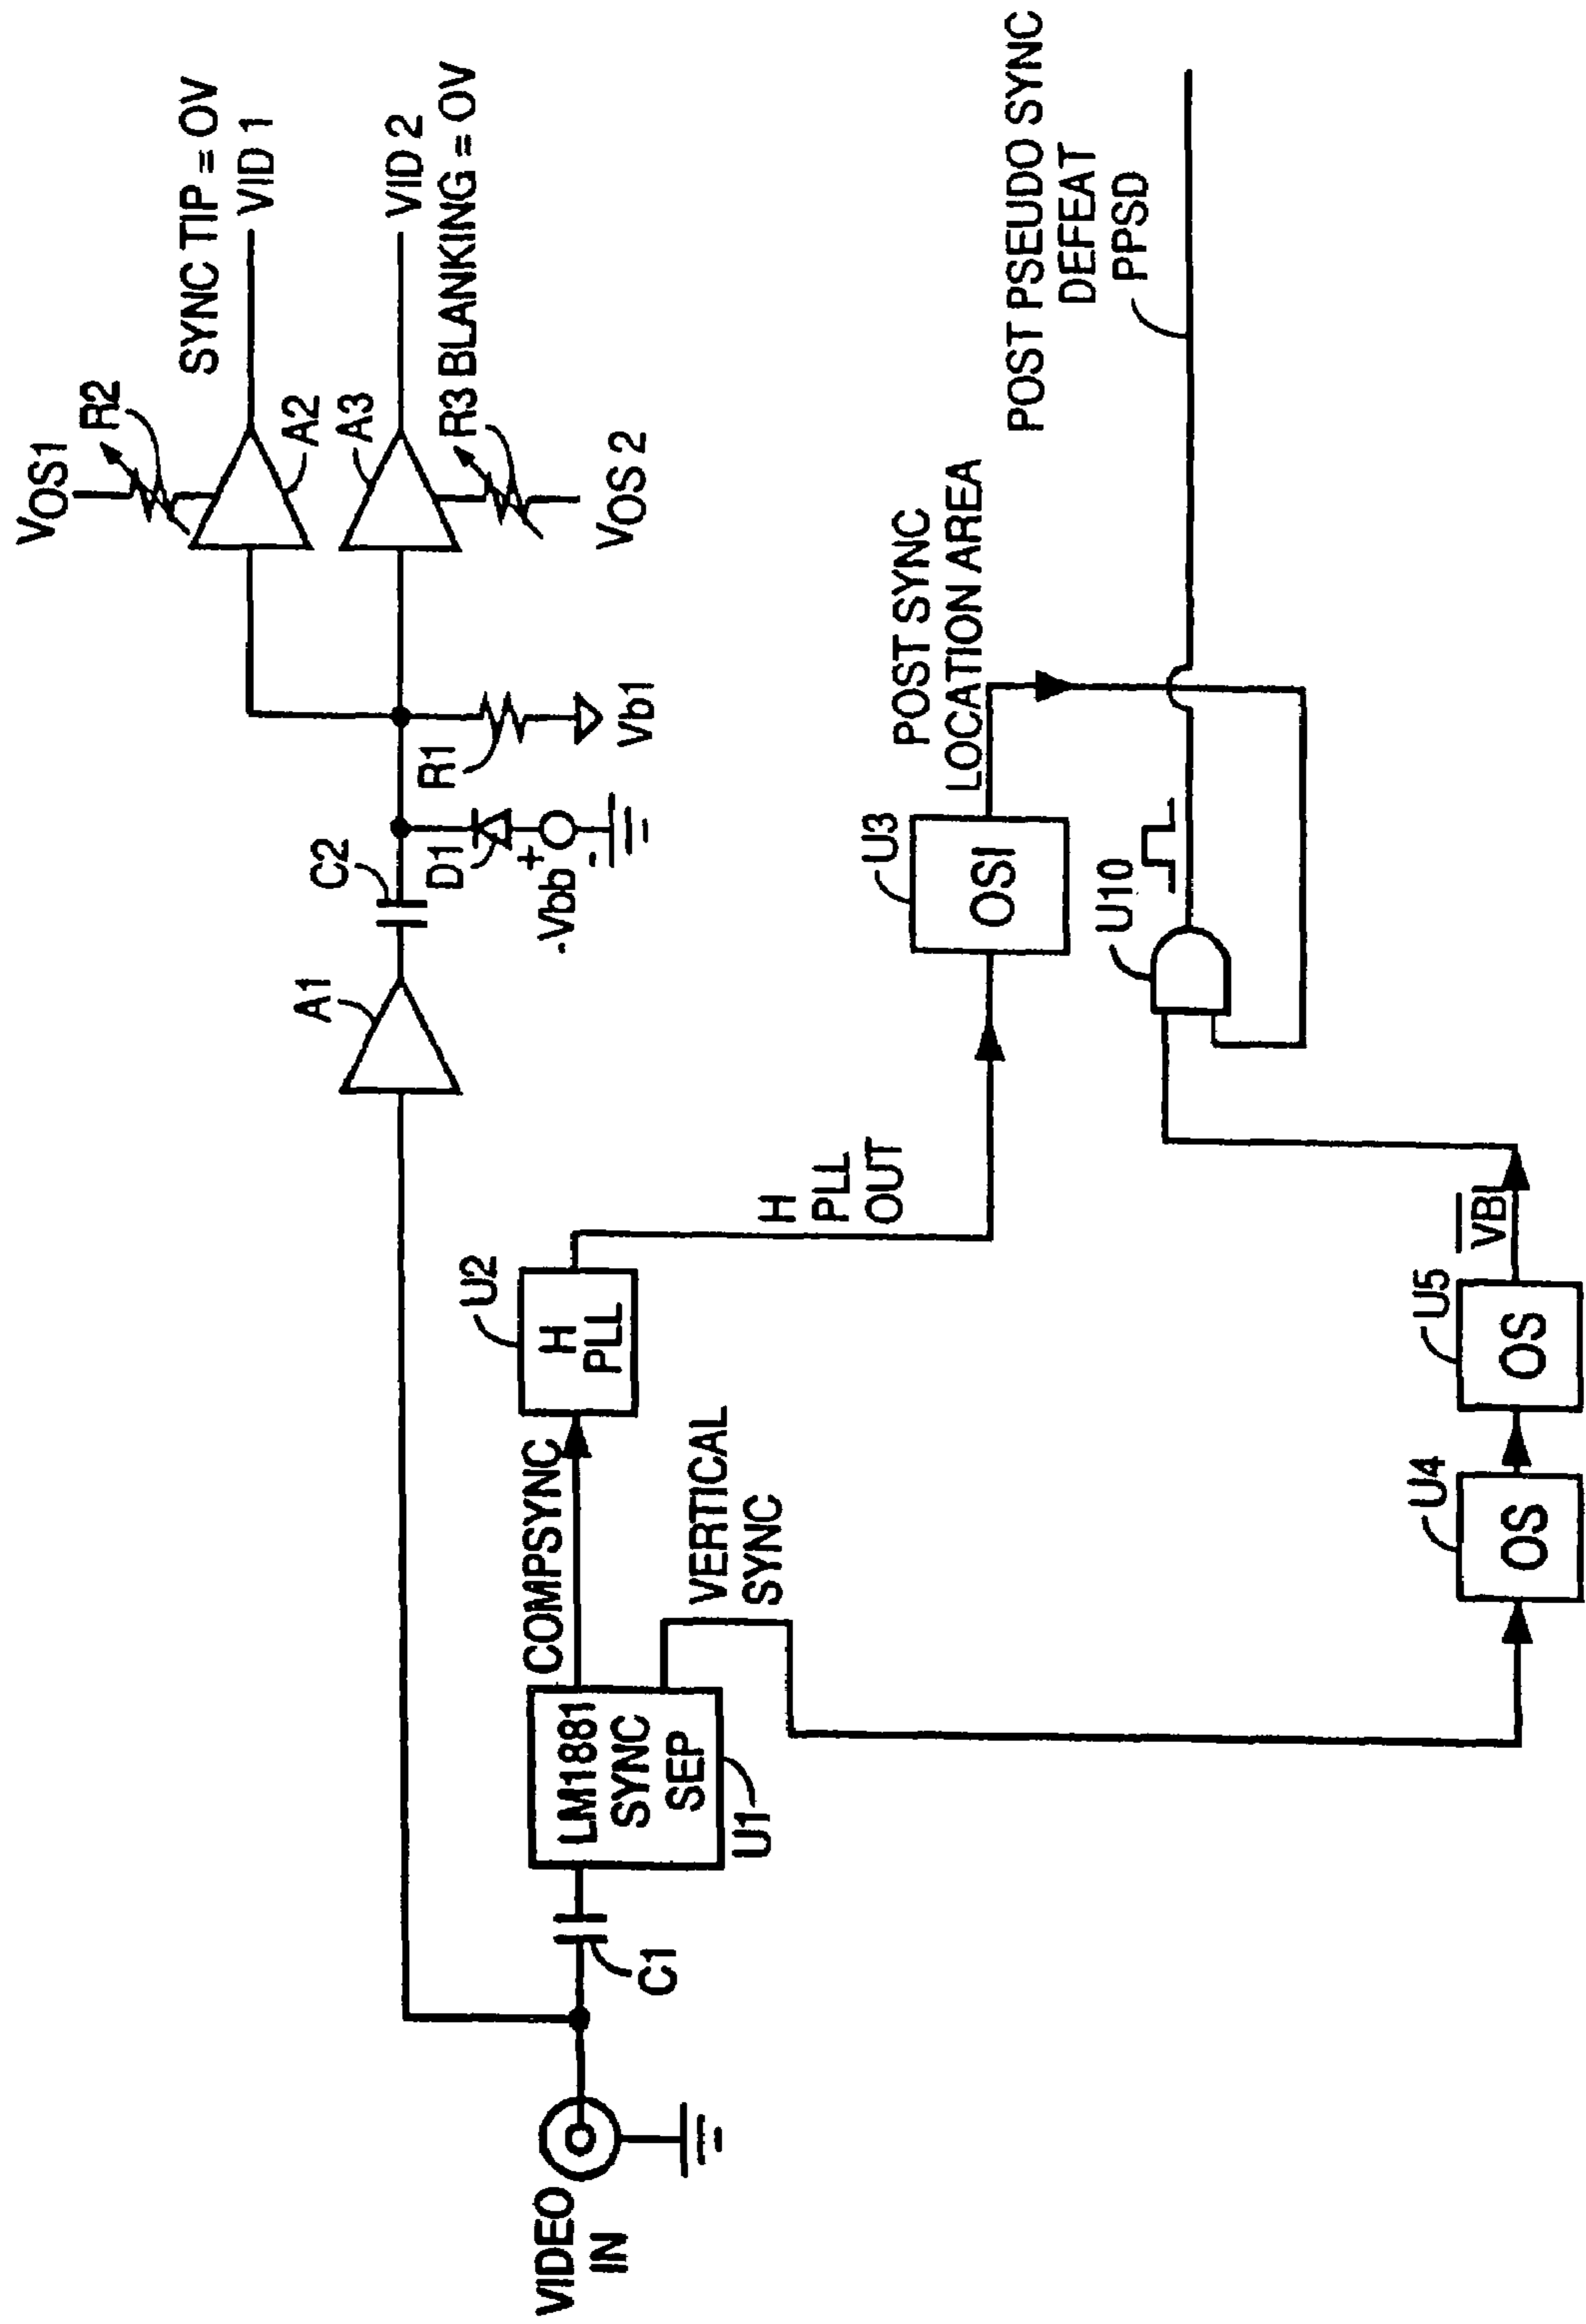 VOS1
R2
SYNC TIP = OV
VID 1
A2
A3
VID 2
R3 BLANKING = OV
VOS 2
A1
C2
D1
+
-Vbb
-
R1
Vb1
VIDEO
IN
C1
LM1881
SYNC
SEP
U1
COMPSYNC
U2
H
PLL
VERTICAL
SYNC
H
PLL
OUT
U3
OSI
POST SYNC
LOCATION AREA
U10
POST PSEUDO SYNC
DEFEAT
PPSD
U4
OS
U5
OS
VBI